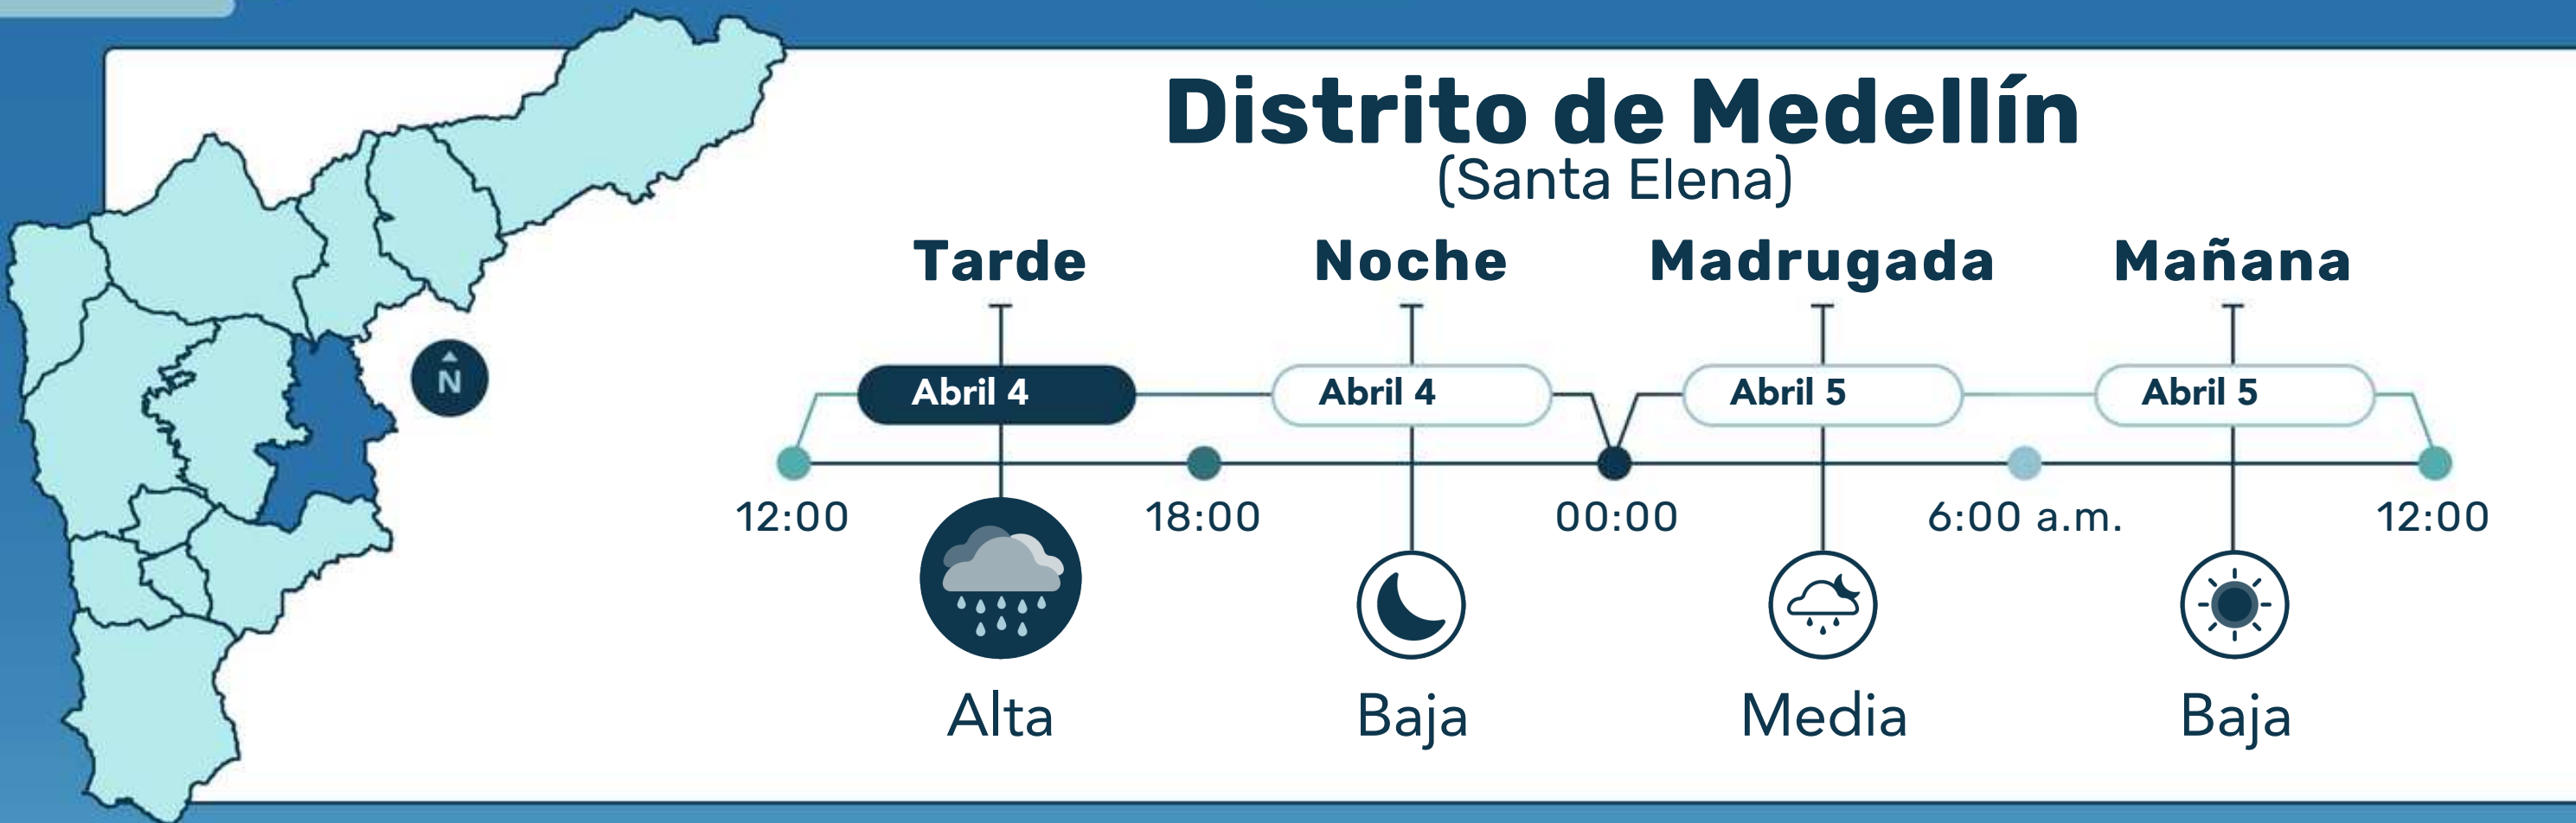 Distrito de Medellín
(Santa Elena)
Tarde Noche Madrugada Mañana
N
Abril 4 Abril 4 Abril 5 Abril 5
12:00 18:00 00:00 6:00 a.m. 12:00
Alta Baja Media Baja